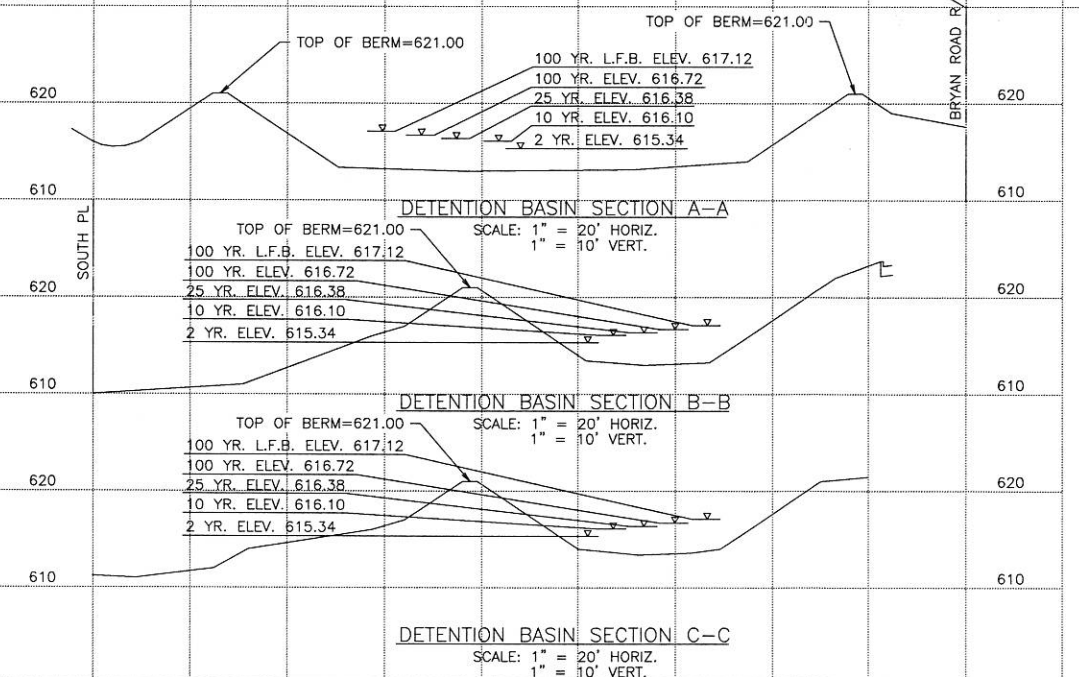 TOP OF BERM=621.00
TOP OF BERM=621.00
BRYAN ROAD R/
100 YR. L.F.B. ELEV. 617.12
100 YR. ELEV. 616.72
25 YR. ELEV. 616.38
10 YR. ELEV. 616.10
2 YR. ELEV. 615.34
620
620
610
610
DETENTION BASIN SECTION A-A
SCALE: 1" = 20' HORIZ.
1" = 10' VERT.
SOUTH PL
TOP OF BERM=621.00
100 YR. L.F.B. ELEV. 617.12
100 YR. ELEV. 616.72
25 YR. ELEV. 616.38
10 YR. ELEV. 616.10
2 YR. ELEV. 615.34
620
620
610
610
DETENTION BASIN SECTION B-B
SCALE: 1" = 20' HORIZ.
1" = 10' VERT.
TOP OF BERM=621.00
100 YR. L.F.B. ELEV. 617.12
100 YR. ELEV. 616.72
25 YR. ELEV. 616.38
10 YR. ELEV. 616.10
2 YR. ELEV. 615.34
620
620
610
610
DETENTION BASIN SECTION C-C
SCALE: 1" = 20' HORIZ.
1" = 10' VERT.